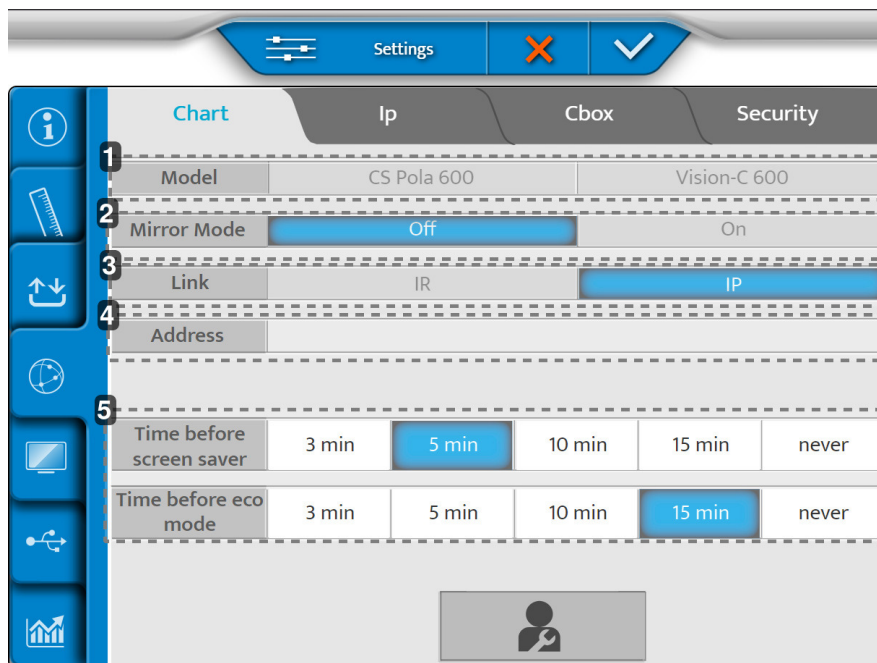 Settings
Chart Ip Cbox Security
1
Model CS Pola 600 Vision-C 600
2
Mirror Mode Off On
3
Link IR IP
4
Address
5
Time before
screen saver 3 min 5 min 10 min 15 min never
Time before eco
mode 3 min 5 min 10 min 15 min never